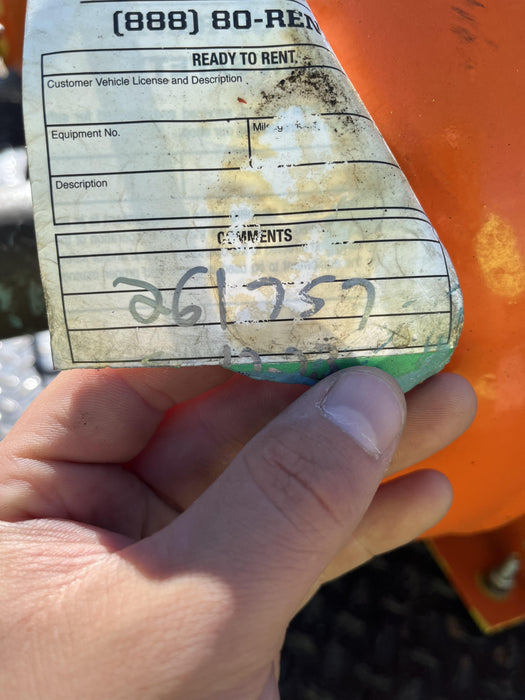 (888) 80-REN
READY TO RENT.
Customer Vehicle License and Description
Equipment No.
Description
COMMENTS
261757